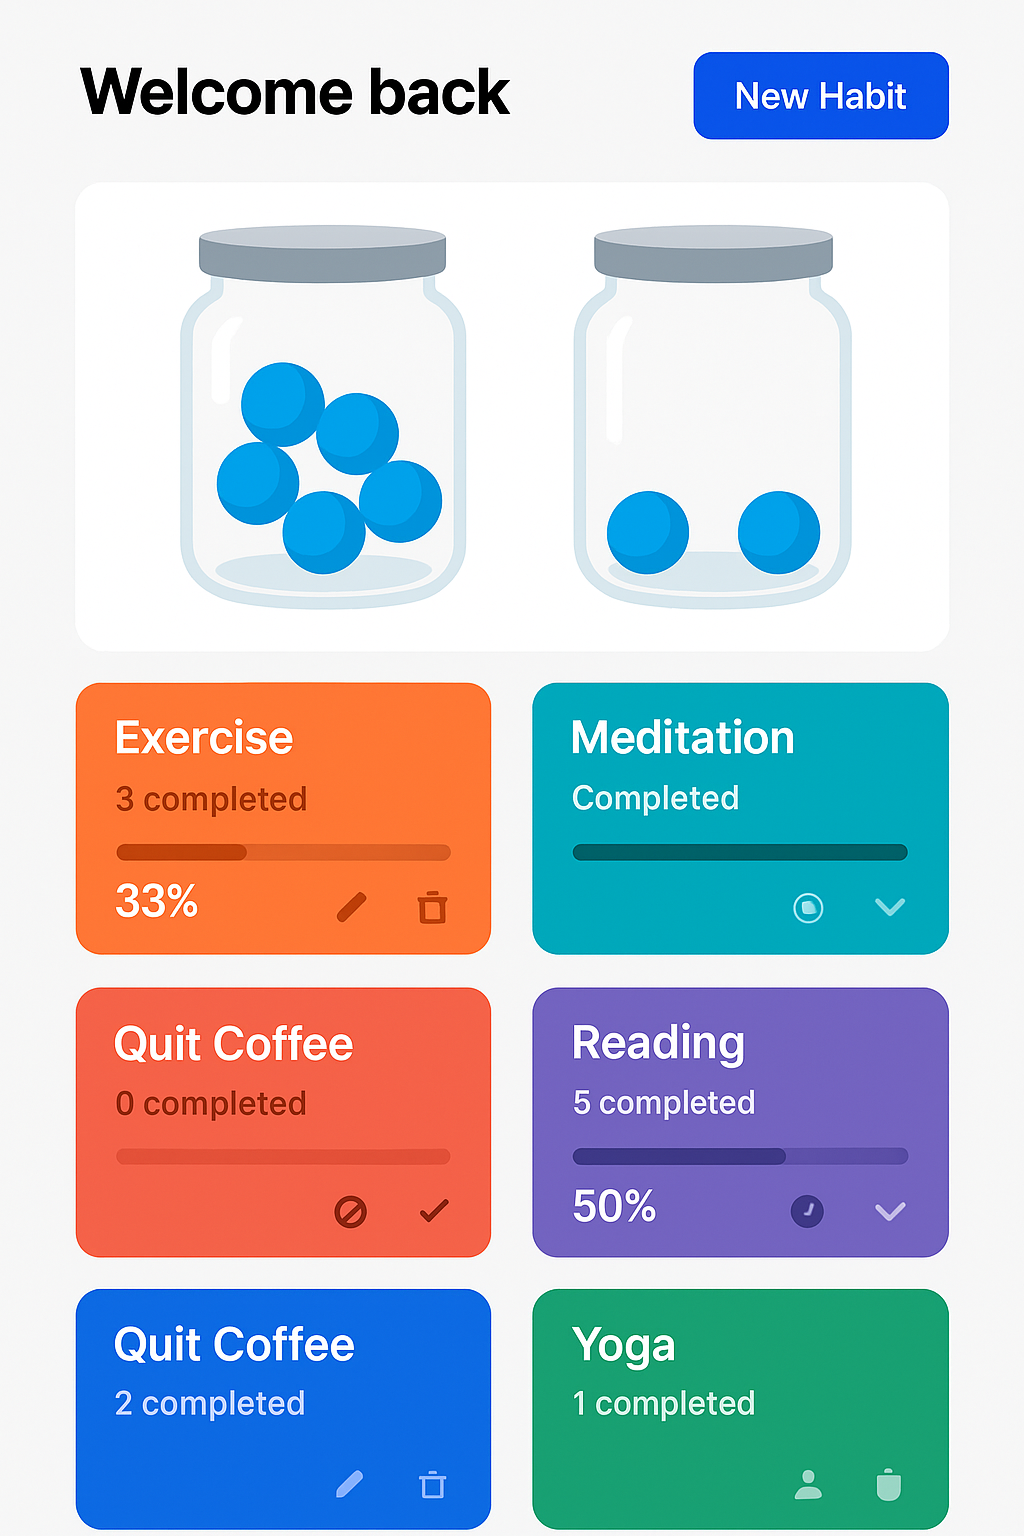 Welcome back
New Habit
Exercise
3 completed
33%
Meditation
Completed
Quit Coffee
0 completed
Reading
5 completed
50%
Quit Coffee
2 completed
Yoga
1 completed